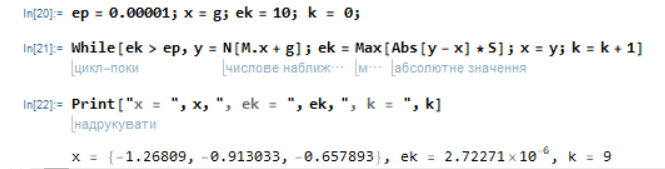 In[20]:= ep = 0.00001; x = g; ek = 10; k = 0;
In[21]:= While[ek > ep, y = N[M.x + g]; ek = Max[Abs[y - x] * S]; x = y; k = k + 1]
цикл-поки числове наближ··· м··· абсолютне значення
In[22]:= Print["x = ", x, ", ek = ", ek, ", k = ", k]
надрукувати
x = {-1.26809, -0.913033, -0.657893}, ek = 2.72271×10⁻⁶, k = 9